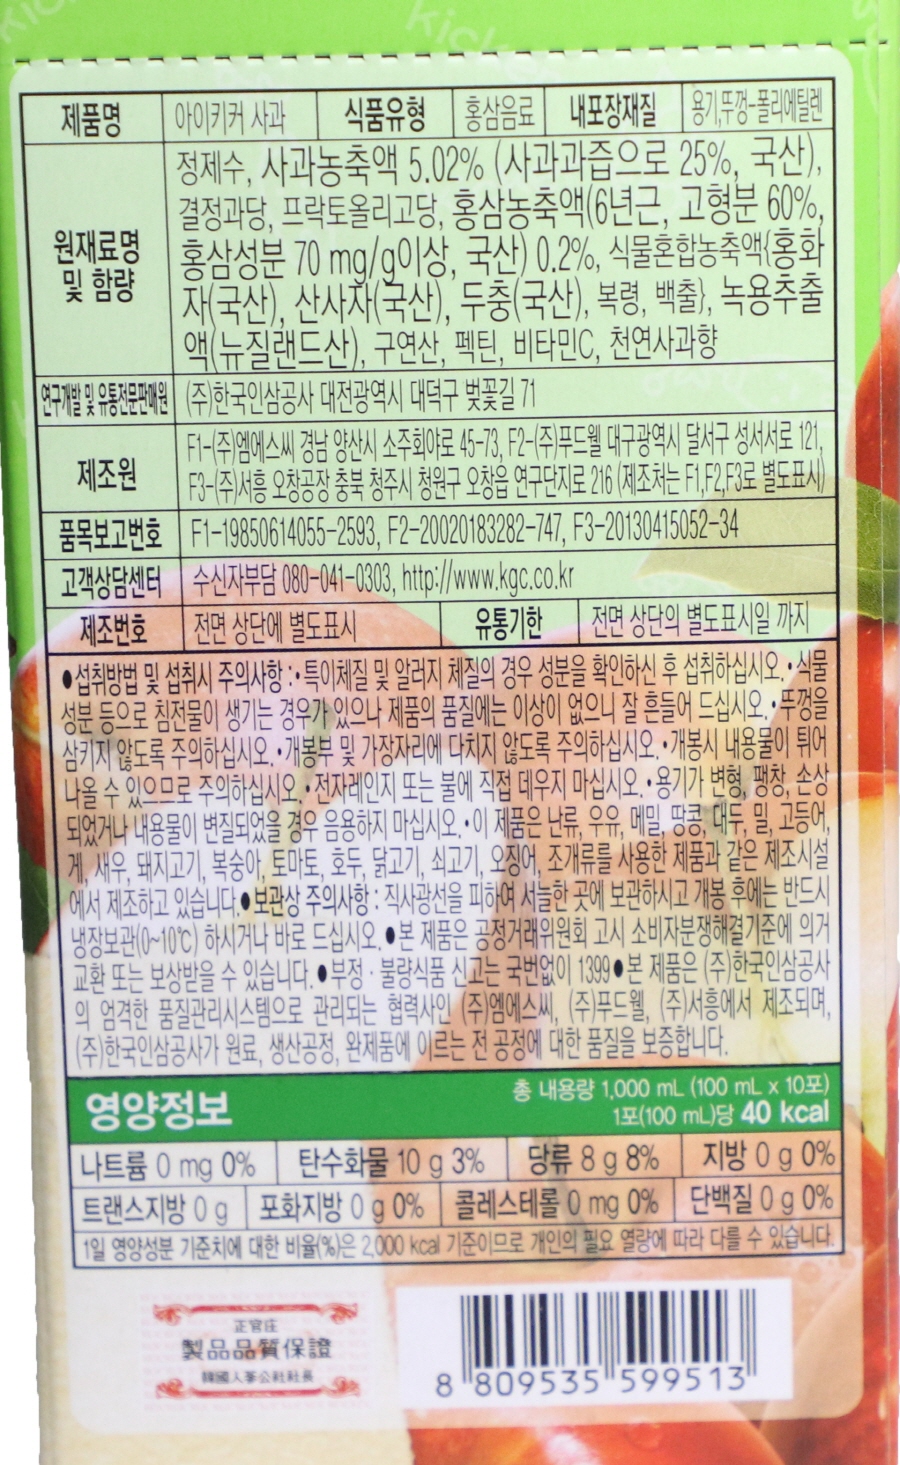 제품명 아이키커 사과 식품유형 홍삼음료 내포장재질 용기,뚜껑-폴리에틸렌
원재료명 및 함량
정제수, 사과농축액 5.02% (사과과즙으로 25%, 국산),
결정과당, 프락토올리고당, 홍삼농축액(6년근, 고형분 60%,
홍삼성분 70 mg/g이상, 국산) 0.2%, 식물혼합농축액{홍화
자(국산), 산사자(국산), 두충(국산), 복령, 백출}, 녹용추출
액(뉴질랜드산), 구연산, 펙틴, 비타민C, 천연사과향
연구개발 및 유통전문판매원 (주)한국인삼공사 대전광역시 대덕구 벚꽃길 71
제조원
F1-(주)엠에스씨 경남 양산시 소주회야로 45-73, F2-(주)푸드웰 대구광역시 달서구 성서서로 121,
F3-(주)서흥 오창공장 충북 청주시 청원구 오창읍 연구단지로 216 (제조처는 F1,F2,F3로 별도표시)
품목보고번호 F1-19850614055-2593, F2-20020183282-747, F3-20130415052-34
고객상담센터 수신자부담 080-041-0303, http://www.kgc.co.kr
제조번호 전면 상단에 별도표시 유통기한 전면 상단의 별도표시일 까지
●섭취방법 및 섭취시 주의사항 :•특이체질 및 알러지 체질의 경우 성분을 확인하신 후 섭취하십시오.•식물
성분 등으로 침전물이 생기는 경우가 있으나 제품의 품질에는 이상이 없으니 잘 흔들어 드십시오.•뚜껑을
삼키지 않도록 주의하십시오.•개봉부 및 가장자리에 다치지 않도록 주의하십시오.•개봉시 내용물이 튀어
나올 수 있으므로 주의하십시오.•전자레인지 또는 불에 직접 데우지 마십시오.•용기가 변형, 팽창, 손상
되었거나 내용물이 변질되었을 경우 음용하지 마십시오.•이 제품은 난류, 우유, 메밀, 땅콩, 대두, 밀, 고등어,
게, 새우, 돼지고기, 복숭아, 토마토, 호두, 닭고기, 쇠고기, 오징어, 조개류를 사용한 제품과 같은 제조시설
에서 제조하고 있습니다.●보관상 주의사항 : 직사광선을 피하여 서늘한 곳에 보관하시고 개봉 후에는 반드시
냉장보관(0~10℃) 하시거나 바로 드십시오.●본 제품은 공정거래위원회 고시 소비자분쟁해결기준에 의거
교환 또는 보상받을 수 있습니다.●부정·불량식품 신고는 국번없이 1399●본 제품은 (주)한국인삼공사
의 엄격한 품질관리시스템으로 관리되는 협력사인 (주)엠에스씨, (주)푸드웰, (주)서흥에서 제조되며,
(주)한국인삼공사가 원료, 생산공정, 완제품에 이르는 전 공정에 대한 품질을 보증합니다.
영양정보
총 내용량 1,000 mL (100 mL x 10포)
1포(100 mL)당 40 kcal
나트륨 0 mg 0% 탄수화물 10 g 3% 당류 8 g 8% 지방 0 g 0%
트랜스지방 0 g 포화지방 0 g 0% 콜레스테롤 0 mg 0% 단백질 0 g 0%
1일 영양성분 기준치에 대한 비율(%)은 2,000 kcal 기준이므로 개인의 필요 열량에 따라 다를 수 있습니다.
正官庄
製品品質保證
韓國人蔘公社社長
8 809535 599513